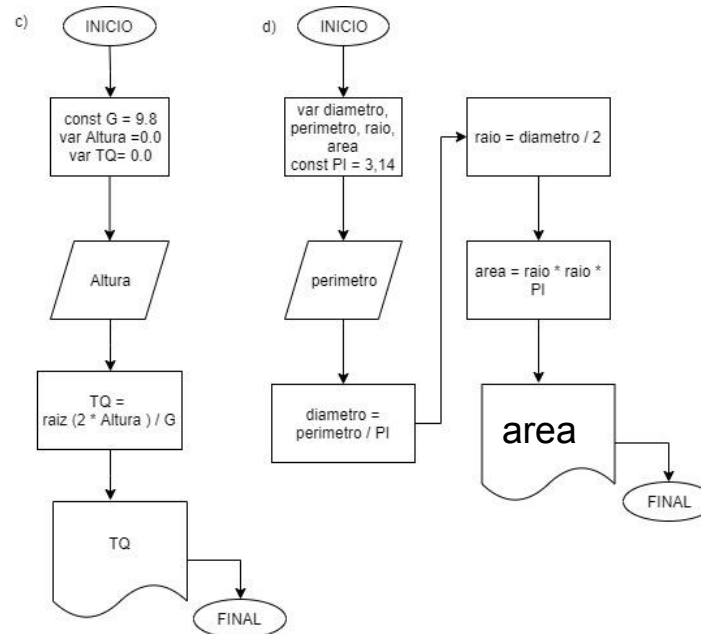 c)
INICIO
const G = 9.8
var Altura =0.0
var TQ= 0.0
Altura
TQ =
raiz (2 * Altura ) / G
TQ
FINAL
d)
INICIO
var diametro,
perimetro, raio,
area
const PI = 3,14
perimetro
diametro =
perimetro / PI
raio = diametro / 2
area = raio * raio *
PI
area
FINAL